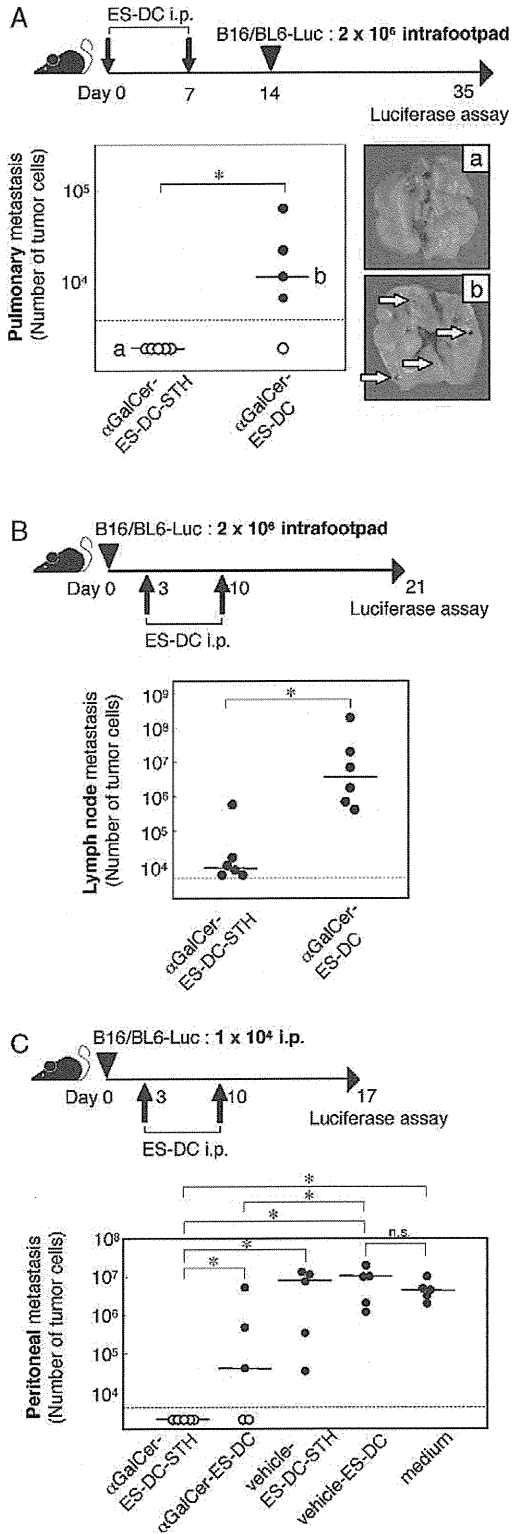 A
ES-DC i.p.
B16/BL6-Luc : 2 x 10⁶ intrafootpad
Day 0 7 14 35
Luciferase assay
Pulmonary metastasis
(Number of tumor cells)
10⁵
10⁴
*
a
b
αGalCer-
ES-DC-STH
αGalCer-
ES-DC
a
b
B
B16/BL6-Luc : 2 x 10⁶ intrafootpad
Day 0 3 10 21
Luciferase assay
ES-DC i.p.
Lymph node metastasis
(Number of tumor cells)
10⁹
10⁸
10⁷
10⁶
10⁵
10⁴
*
αGalCer-
ES-DC-STH
αGalCer-
ES-DC
C
B16/BL6-Luc : 1 x 10⁴ i.p.
Day 0 3 10 17
Luciferase assay
ES-DC i.p.
*
*
*
*
*
n.s.
Peritoneal metastasis
(Number of tumor cells)
10⁸
10⁷
10⁶
10⁵
10⁴
αGalCer-
ES-DC-STH
αGalCer-ES-DC
vehicle-
ES-DC-STH
vehicle-ES-DC
medium